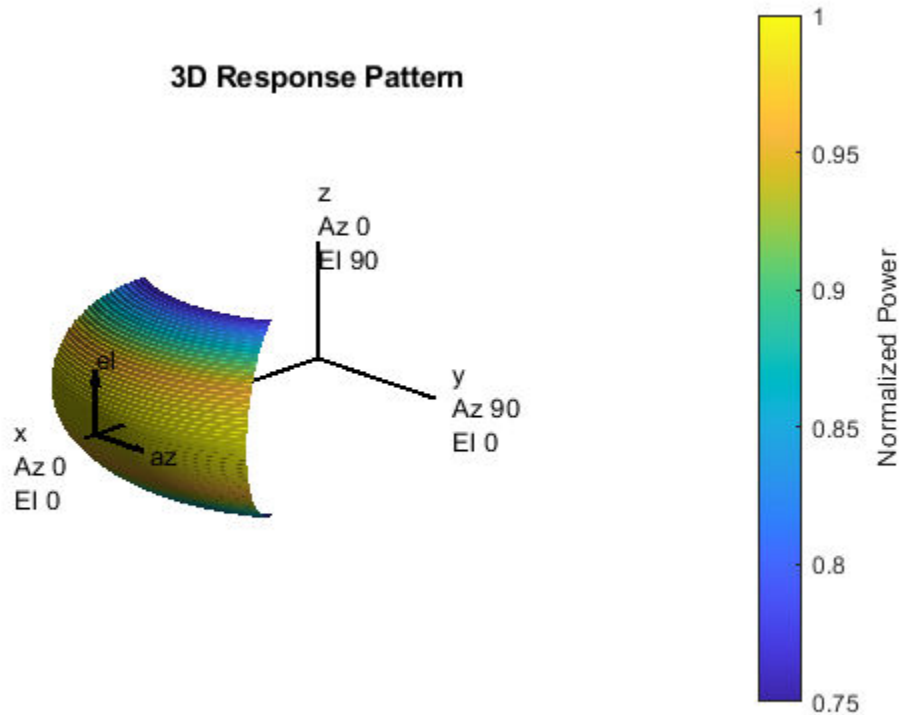 3D Response Pattern
z
Az 0
El 90
y
Az 90
El 0
x
Az 0
El 0
el
az
1
0.95
0.9
0.85
0.8
0.75
Normalized Power